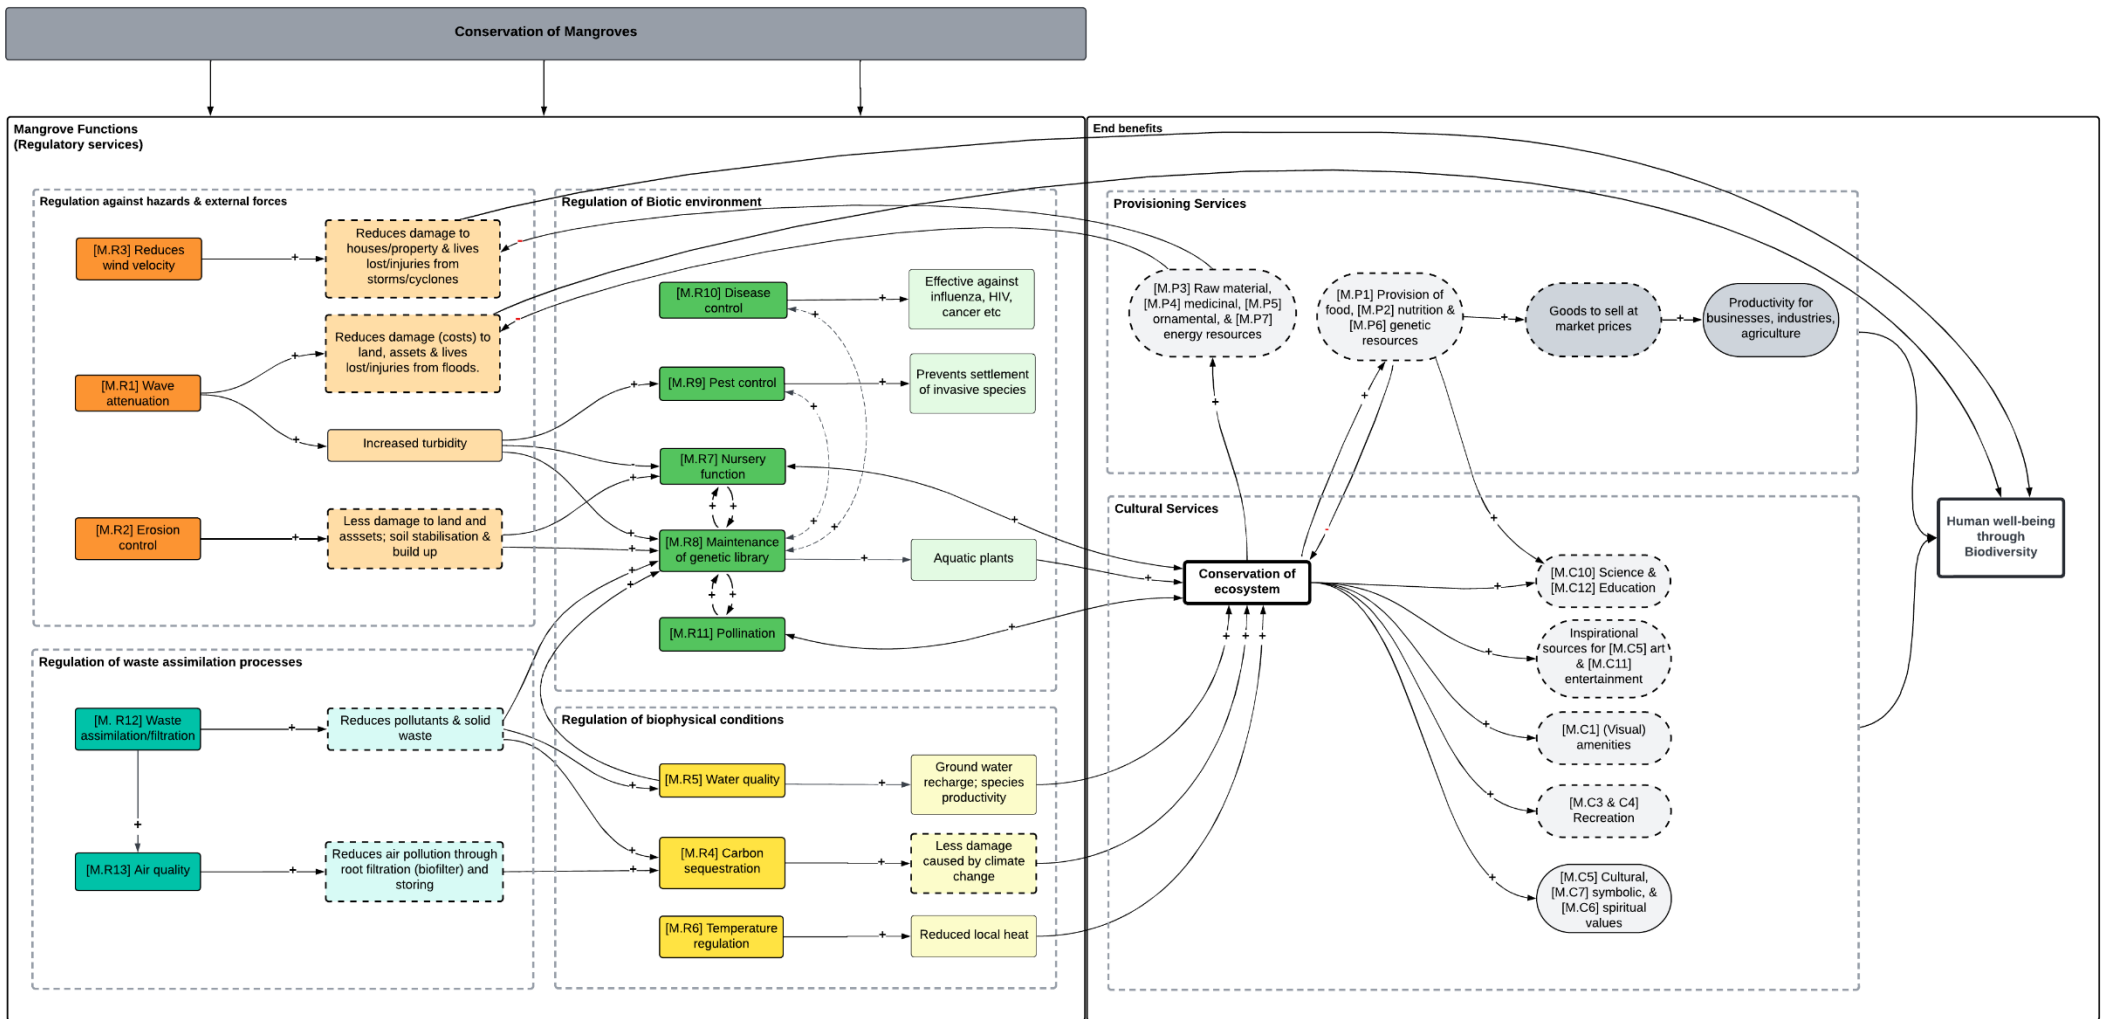 Conservation of Mangroves
Mangrove Functions
(Regulatory services)
End benefits
Regulation against hazards & external forces
[M.R3] Reduces
wind velocity
+
Reduces damage to
houses/property & lives
lost/injuries from
storms/cyclones
-
[M.R1] Wave
attenuation
+
+
Reduces damage (costs) to
land, assets & lives
lost/injuries from floods.
-
Increased turbidity
[M.R2] Erosion
control
+
Less damage to land and
asssets; soil stabilisation &
build up
Regulation of waste assimilation processes
[M. R12] Waste
assimilation/filtration
+
Reduces pollutants & solid
waste
+
[M.R13] Air quality
+
Reduces air pollution through
root filtration (biofilter) and
storing
Regulation of Biotic environment
[M.R10] Disease
control
+
+
Effective against
influenza, HIV,
cancer etc
+
[M.R9] Pest control
+
+
Prevents settlement
of invasive species
-
+
[M.R7] Nursery
function
+
+
+
+
+
[M.R8] Maintenance
of genetic library
+
+
+
Aquatic plants
+
+
+
+
+
[M.R11] Pollination
+
Regulation of biophysical conditions
+
[M.R5] Water quality
+
Ground water
recharge; species
productivity
+
+
[M.R4] Carbon
sequestration
+
Less damage
caused by climate
change
[M.R6] Temperature
regulation
+
Reduced local heat
Provisioning Services
[M.P3] Raw material,
[M.P4] medicinal, [M.P5]
ornamental, & [M.P7]
energy resources
[M.P1] Provision of
food, [M.P2] nutrition &
[M.P6] genetic
resources
+
Goods to sell at
market prices
+
Productivity for
businesses, industries,
agriculture
+
+
-
+
Cultural Services
Conservation of
ecosystem
+
+
+
+
[M.C10] Science &
[M.C12] Education
+
Inspirational
sources for [M.C5] art
& [M.C11]
entertainment
+
[M.C1] (Visual)
amenities
+
[M.C3 & C4]
Recreation
+
[M.C5] Cultural,
[M.C7] symbolic, &
[M.C6] spiritual
values
Human well-being
through
Biodiversity